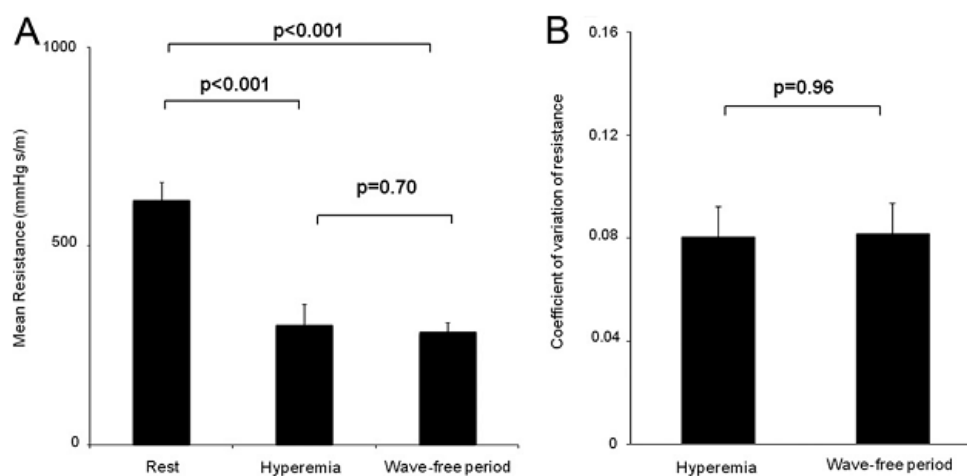 A
Mean Resistance (mmHg s/m)
1000
500
0
p<0.001
p<0.001
p=0.70
Rest
Hyperemia
Wave-free period
B
Coefficient of variation of resistance
0.16
0.12
0.08
0.04
0
p=0.96
Hyperemia
Wave-free period